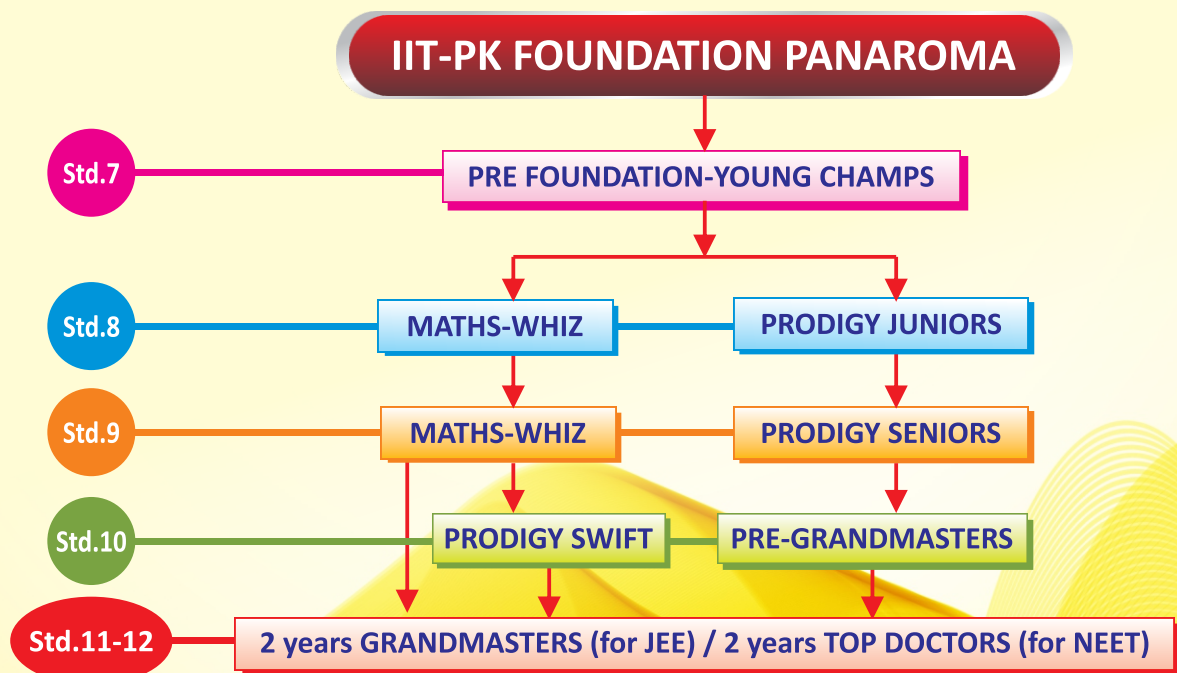 IIT-PK FOUNDATION PANAROMA
Std.7
PRE FOUNDATION-YOUNG CHAMPS
Std.8
MATHS-WHIZ
PRODIGY JUNIORS
Std.9
MATHS-WHIZ
PRODIGY SENIORS
Std.10
PRODIGY SWIFT
PRE-GRANDMASTERS
Std.11-12
2 years GRANDMASTERS (for JEE) / 2 years TOP DOCTORS (for NEET)